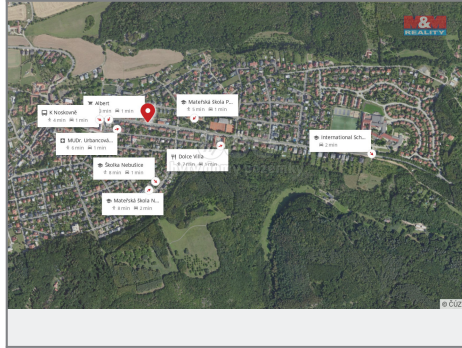 M&M
REALITY
Albert
3 min 1 min
Mateřská škola P...
5 min 1 min
K Noskovně
4 min 1 min
International Sch...
2 min
MUDr. Urbancová...
6 min 1 min
Dolce Villa
7 min 1 min
Školka Nebušice
8 min 1 min
Mateřská škola N...
8 min 2 min
© ČÚZ